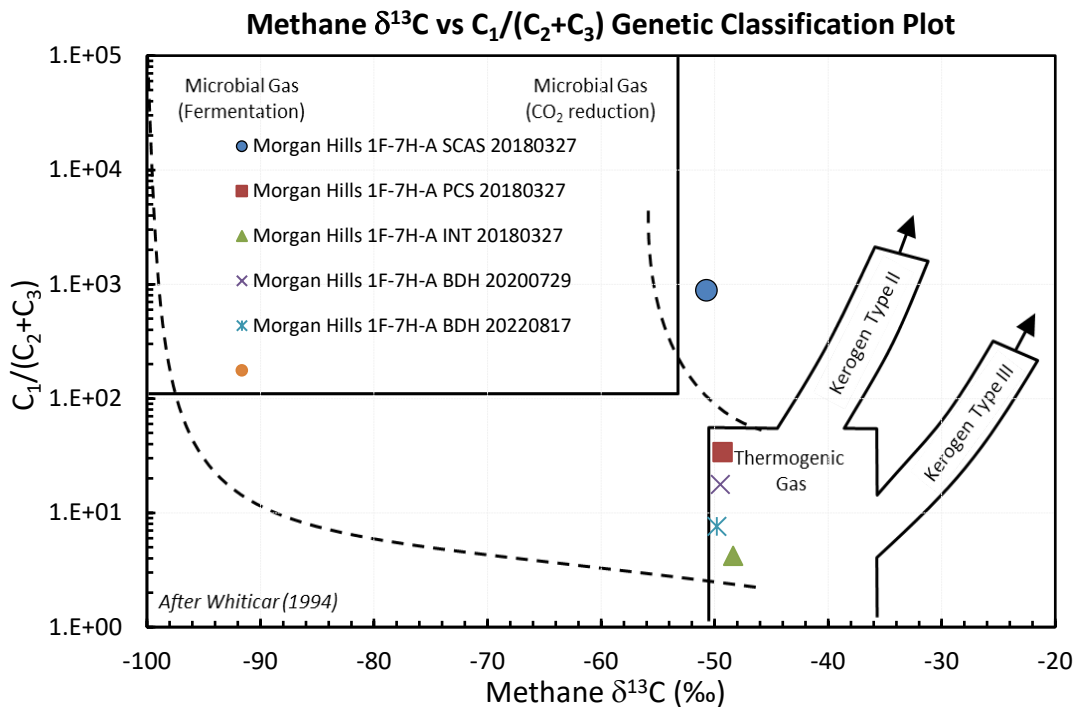 Methane δ¹³C vs C₁/(C₂+C₃) Genetic Classification Plot
1.E+05
1.E+04
1.E+03
1.E+02
1.E+01
1.E+00
C₁/(C₂+C₃)
Microbial Gas
(Fermentation)
Microbial Gas
(CO₂ reduction)
Morgan Hills 1F-7H-A SCAS 20180327
Morgan Hills 1F-7H-A PCS 20180327
Morgan Hills 1F-7H-A INT 20180327
Morgan Hills 1F-7H-A BDH 20200729
Morgan Hills 1F-7H-A BDH 20220817
Kerogen Type II
Kerogen Type III
Thermogenic
Gas
After Whiticar (1994)
-100
-90
-80
-70
-60
-50
-40
-30
-20
Methane δ¹³C (‰)